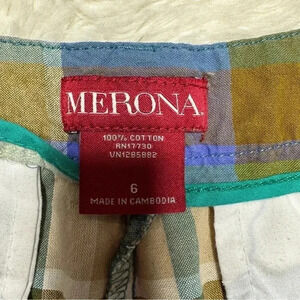 MERONA
100% COTTON
RN17730
VN1285882
6
MADE IN CAMBODIA